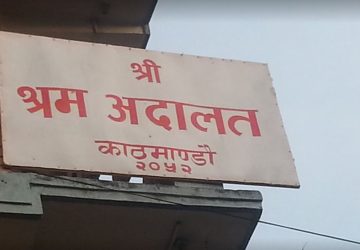 श्री
श्रम अदालत
काठमाण्डौ
२०५२